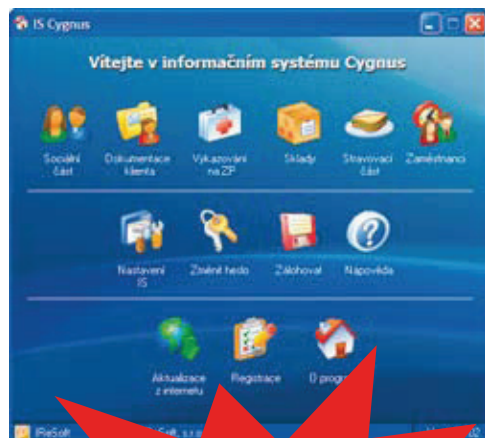 IS Cygnus
Vítejte v informačním systému Cygnus
Sociální část
Dokumentace klienta
Vykazování na ZP
Sklady
Stravovací část
Zaměstnanci
Nastavení IS
Změnit heslo
Zálohovat
Nápověda
Aktualizace z internetu
Registrace
O prog
IReSoft